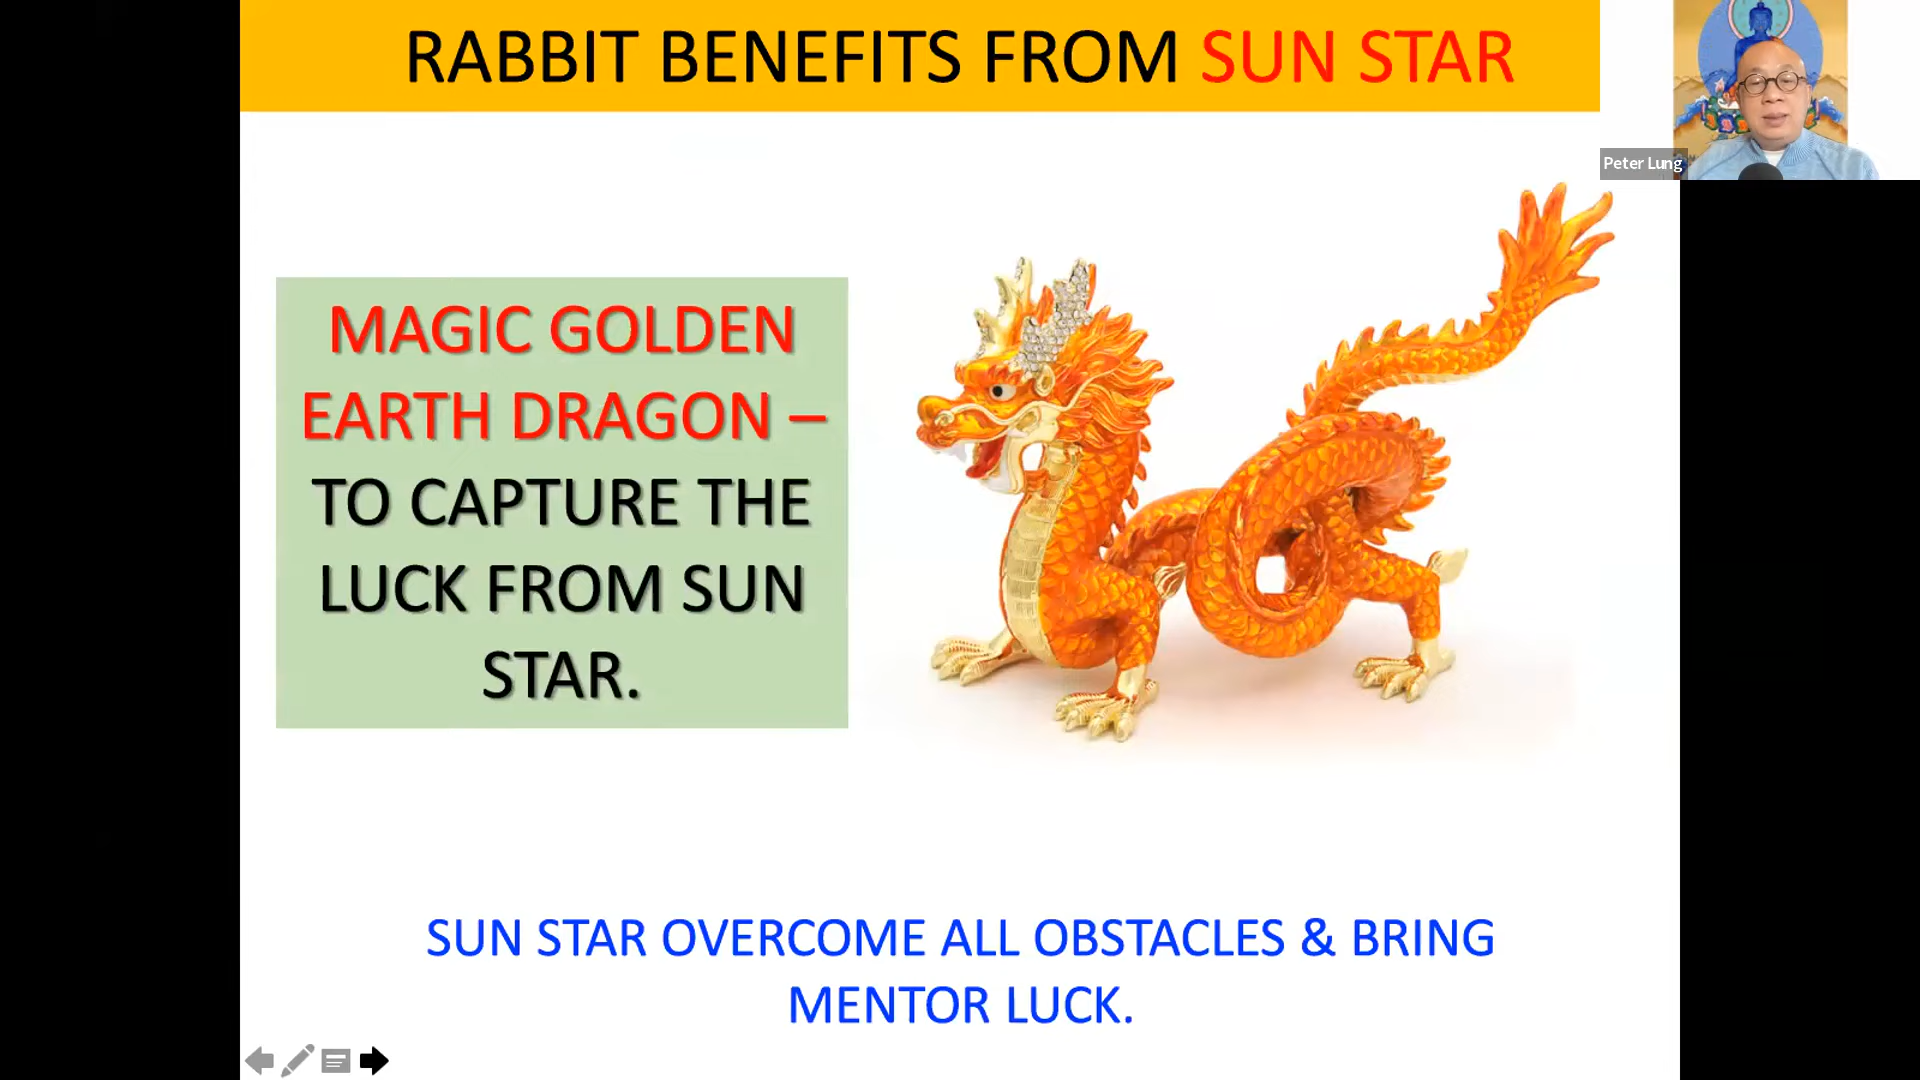 RABBIT BENEFITS FROM SUN STAR
Peter Lung
MAGIC GOLDEN
EARTH DRAGON –
TO CAPTURE THE
LUCK FROM SUN
STAR.
SUN STAR OVERCOME ALL OBSTACLES & BRING
MENTOR LUCK.